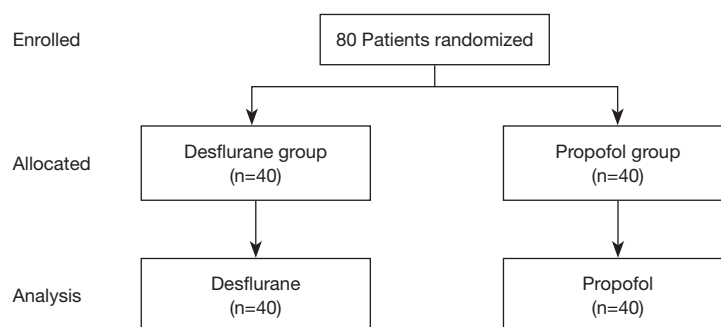 Enrolled
80 Patients randomized
Allocated
Desflurane group
(n=40)
Propofol group
(n=40)
Analysis
Desflurane
(n=40)
Propofol
(n=40)